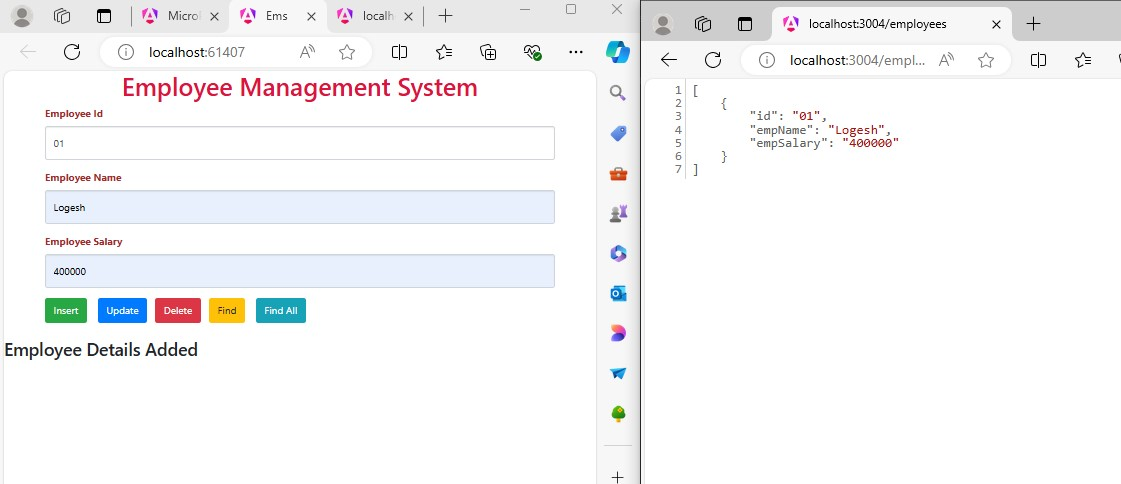 Microl
Ems
localh
localhost:61407
Employee Management System
Employee Id
01
Employee Name
Logesh
Employee Salary
400000
Insert Update Delete Find Find All
Employee Details Added
localhost:3004/employees
localhost:3004/empl...
1 [
2 {
3 "id": "01",
4 "empName": "Logesh",
5 "empSalary": "400000"
6 }
7 ]